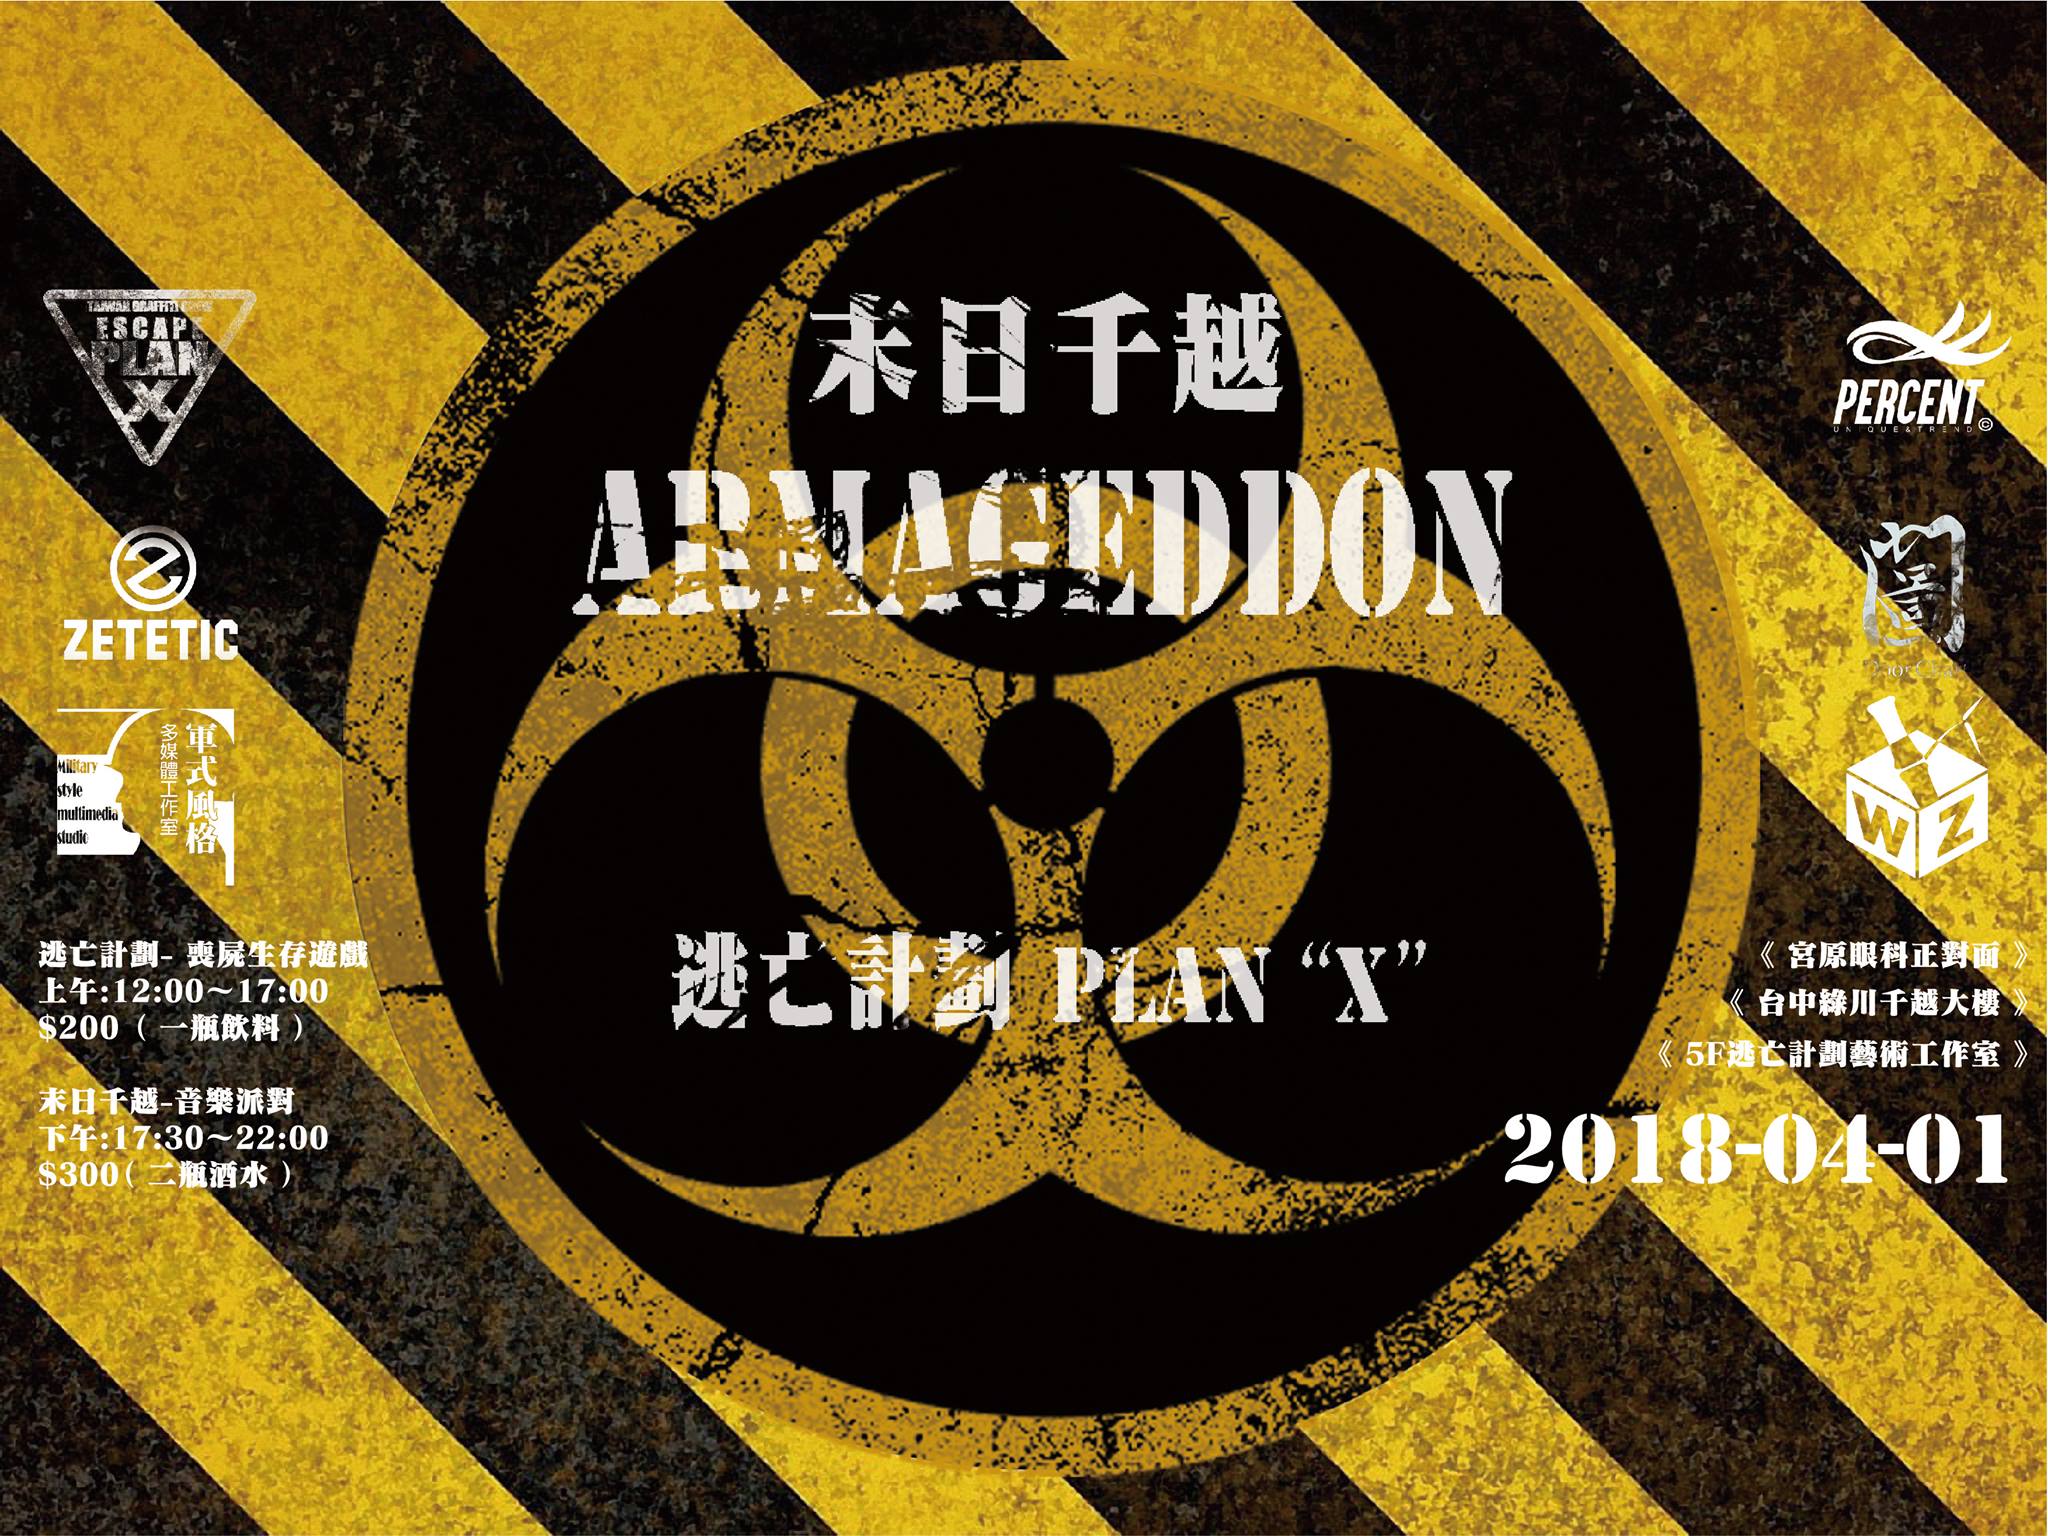 末日千越
ARMAGEDDON
逃亡計劃 PLAN “X”
TAIWAN GRAFFITI
ESCAPE
PLAN
X
ZETETIC
軍式風格
多媒體工作室
Military
style
multimedia
studio
逃亡計劃- 喪屍生存遊戲
上午:12:00～17:00
$200 ( 一瓶飲料 )
末日千越-音樂派對
下午:17:30～22:00
$300( 二瓶酒水 )
PERCENT
UNIQUE&TREND©
WZ
《 宮原眼科正對面 》
《 台中綠川千越大樓 》
《 5F逃亡計劃藝術工作室 》
2018-04-01